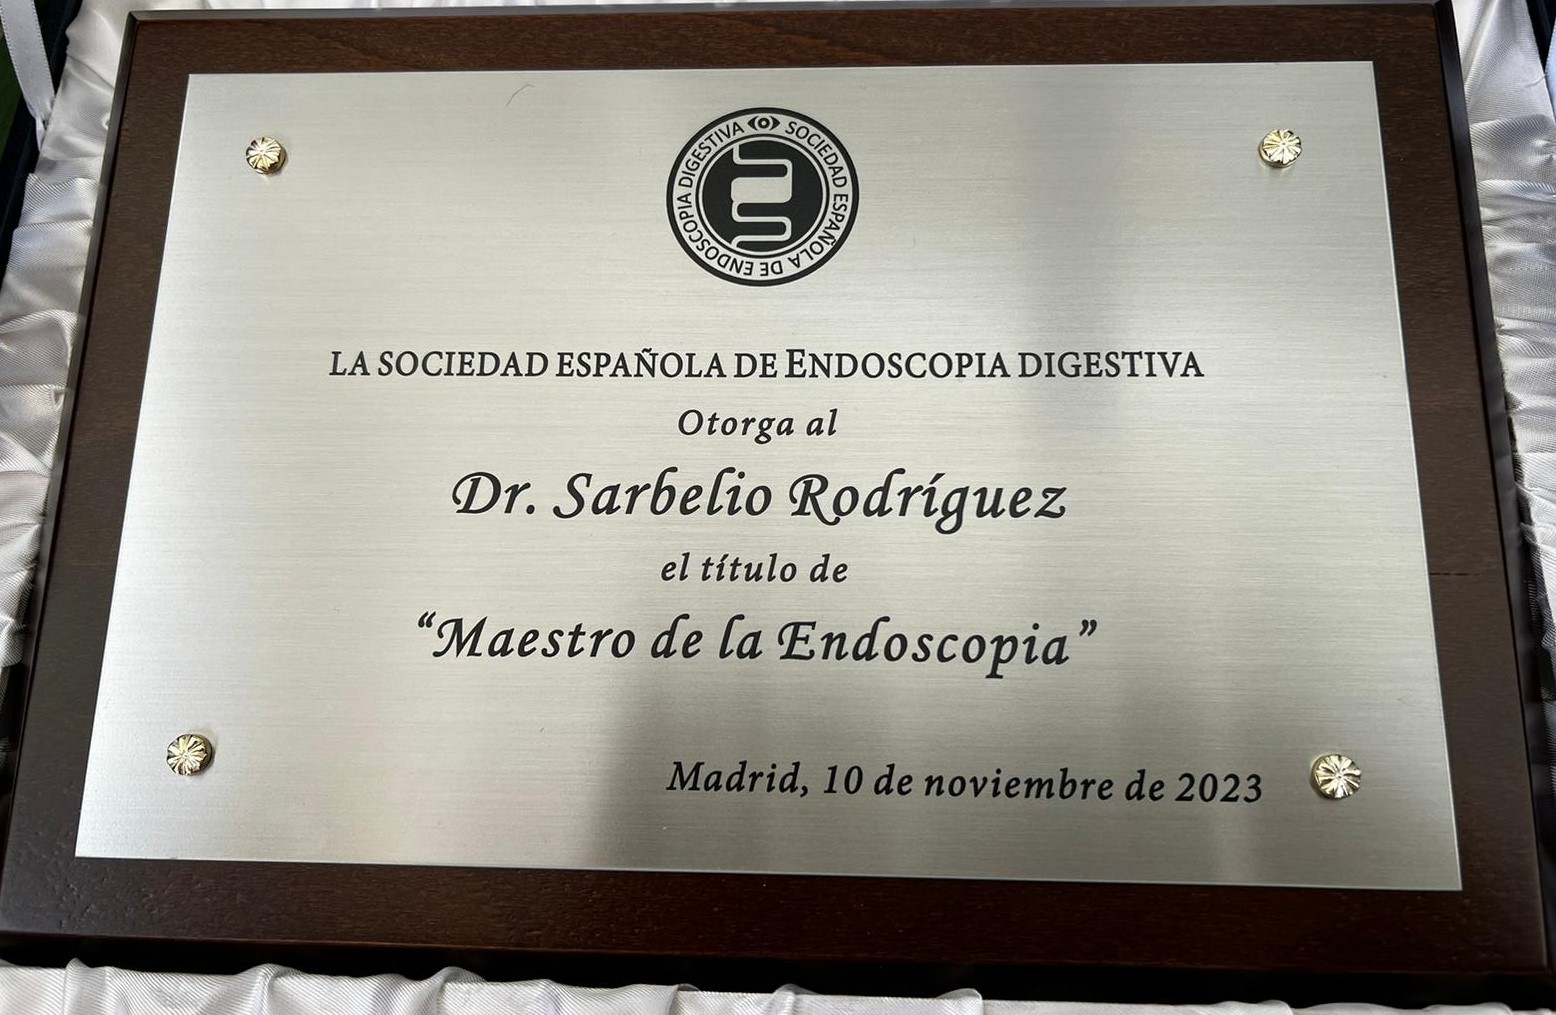 SOCIEDAD ESPAÑOLA DE ENDOSCOPIA DIGESTIVA
LA SOCIEDAD ESPAÑOLA DE ENDOSCOPIA DIGESTIVA
Otorga al
Dr. Sarbelio Rodríguez
el título de
“Maestro de la Endoscopia”
Madrid, 10 de noviembre de 2023